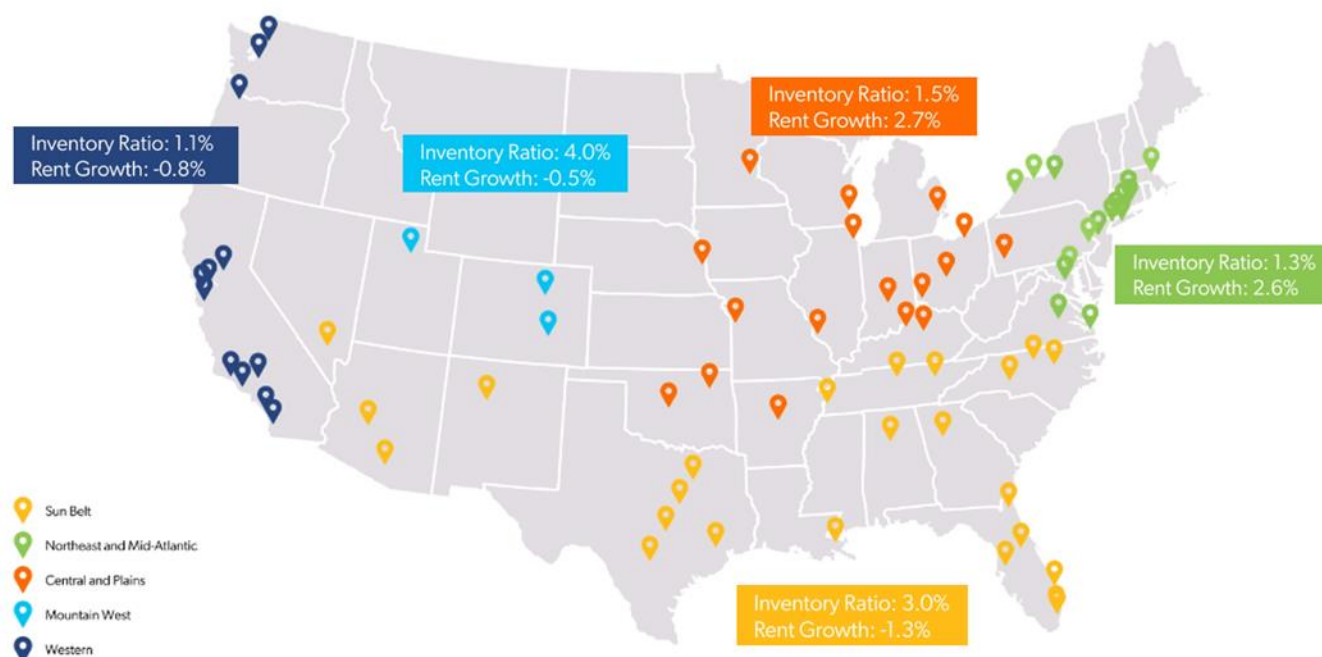 Inventory Ratio: 1.5%
Rent Growth: 2.7%
Inventory Ratio: 1.1%
Rent Growth: -0.8%
Inventory Ratio: 4.0%
Rent Growth: -0.5%
Inventory Ratio: 1.3%
Rent Growth: 2.6%
Sun Belt
Northeast and Mid-Atlantic
Central and Plains
Mountain West
Western
Inventory Ratio: 3.0%
Rent Growth: -1.3%